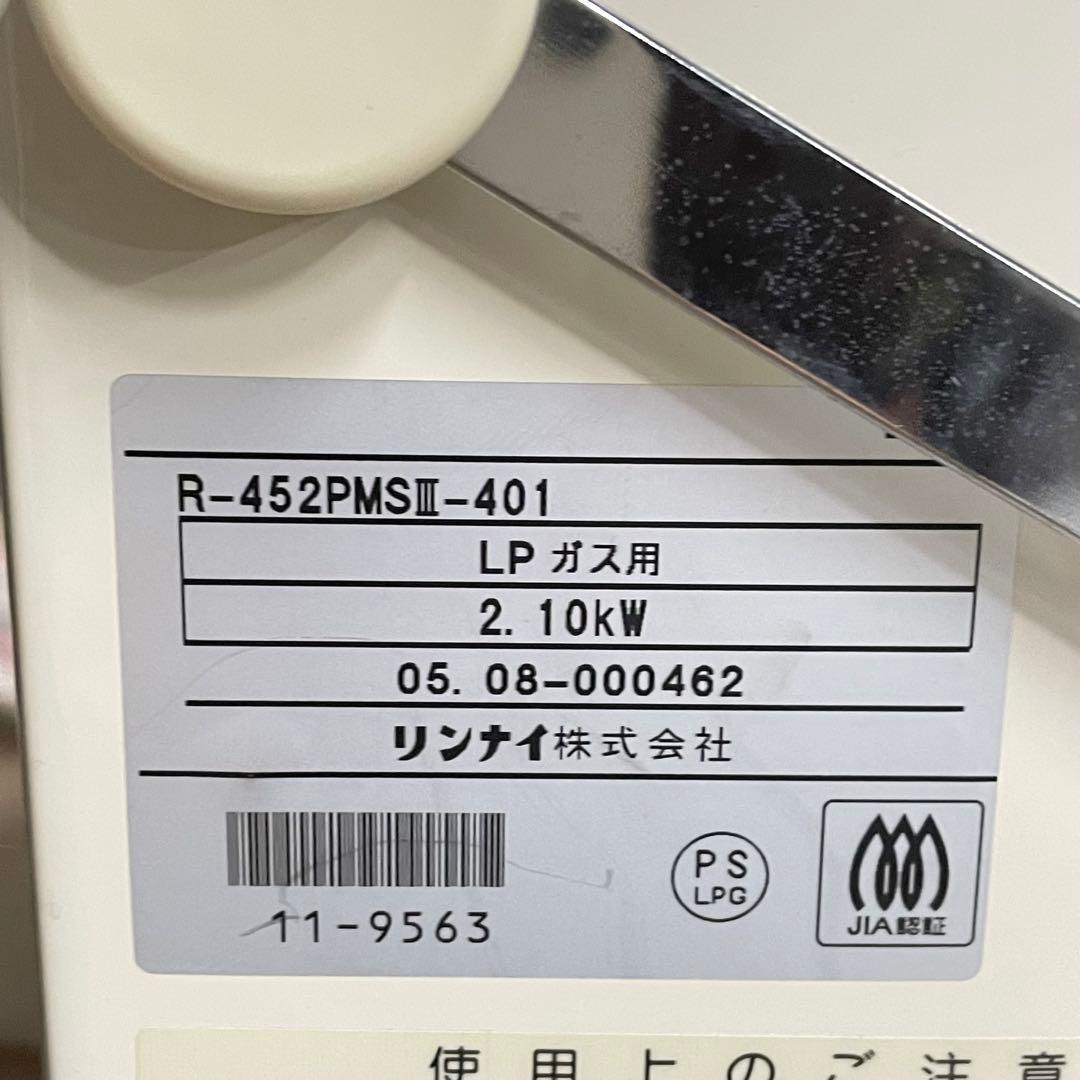 R-452PMSⅢ-401
LPガス用
2.10kW
05.08-000462
リンナイ株式会社
11-9563
PS
LPG
JIA認証
使用上のご注意